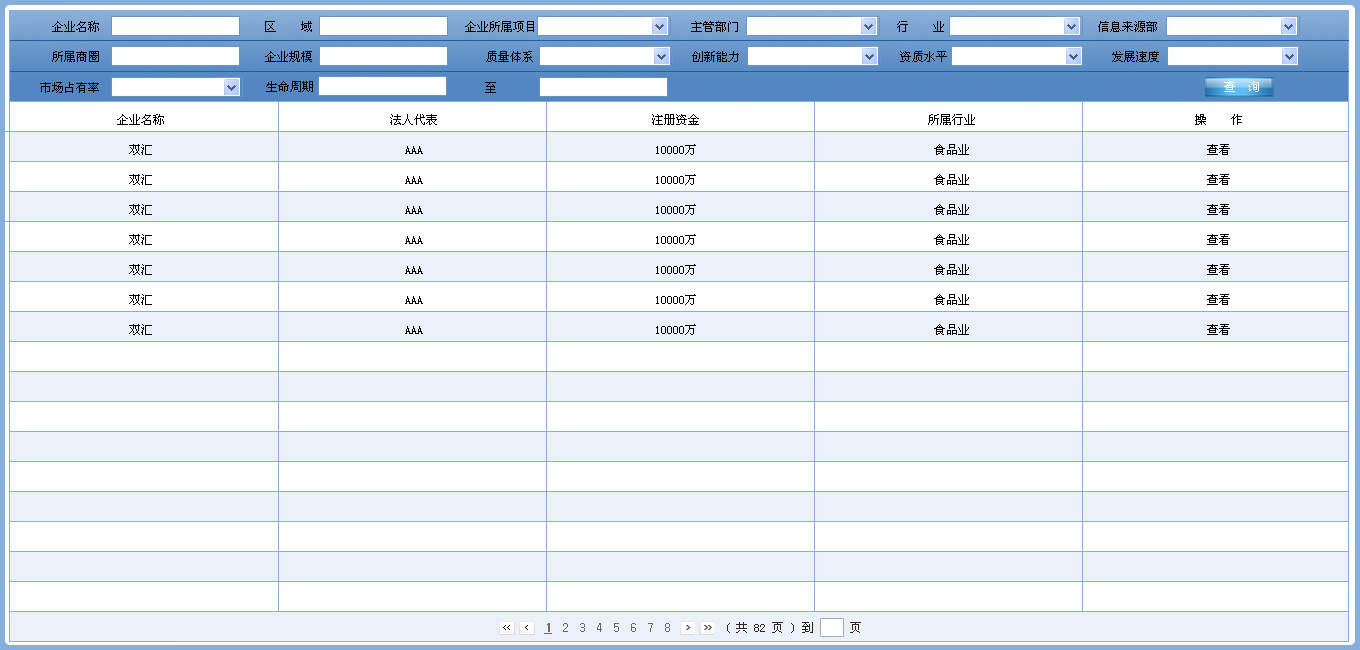 企业名称 区 域 企业所属项目 主管部门 行 业 信息来源部
所属商圈 企业规模 质量体系 创新能力 资质水平 发展速度
市场占有率 生命周期 至 查 询
企业名称 法人代表 注册资金 所属行业 操 作
双汇 AAA 10000万 食品业 查看
双汇 AAA 10000万 食品业 查看
双汇 AAA 10000万 食品业 查看
双汇 AAA 10000万 食品业 查看
双汇 AAA 10000万 食品业 查看
双汇 AAA 10000万 食品业 查看
双汇 AAA 10000万 食品业 查看
« ‹ 1 2 3 4 5 6 7 8 › » ( 共 82 页 ) 到 页